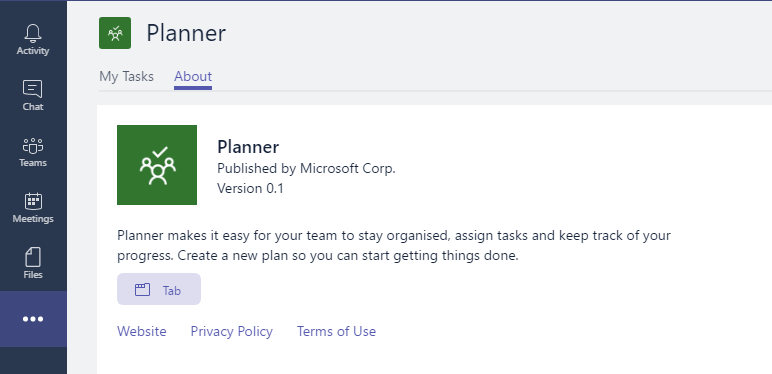 Activity
Chat
Teams
Meetings
Files
Planner
My Tasks About
Planner
Published by Microsoft Corp.
Version 0.1
Planner makes it easy for your team to stay organised, assign tasks and keep track of your
progress. Create a new plan so you can start getting things done.
Tab
Website Privacy Policy Terms of Use